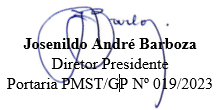 Josenildo André Barboza
Diretor Presidente
Portaria PMST/GP Nº 019/2023